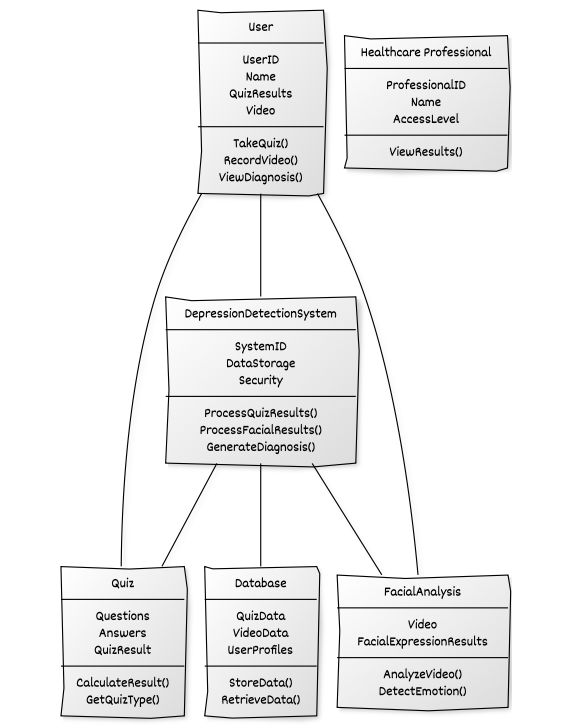 User
UserID
Name
QuizResults
Video
TakeQuiz()
RecordVideo()
ViewDiagnosis()
Healthcare Professional
ProfessionalID
Name
AccessLevel
ViewResults()
DepressionDetectionSystem
SystemID
DataStorage
Security
ProcessQuizResults()
ProcessFacialResults()
GenerateDiagnosis()
Quiz
Questions
Answers
QuizResult
CalculateResult()
GetQuizType()
Database
QuizData
VideoData
UserProfiles
StoreData()
RetrieveData()
FacialAnalysis
Video
FacialExpressionResults
AnalyzeVideo()
DetectEmotion()